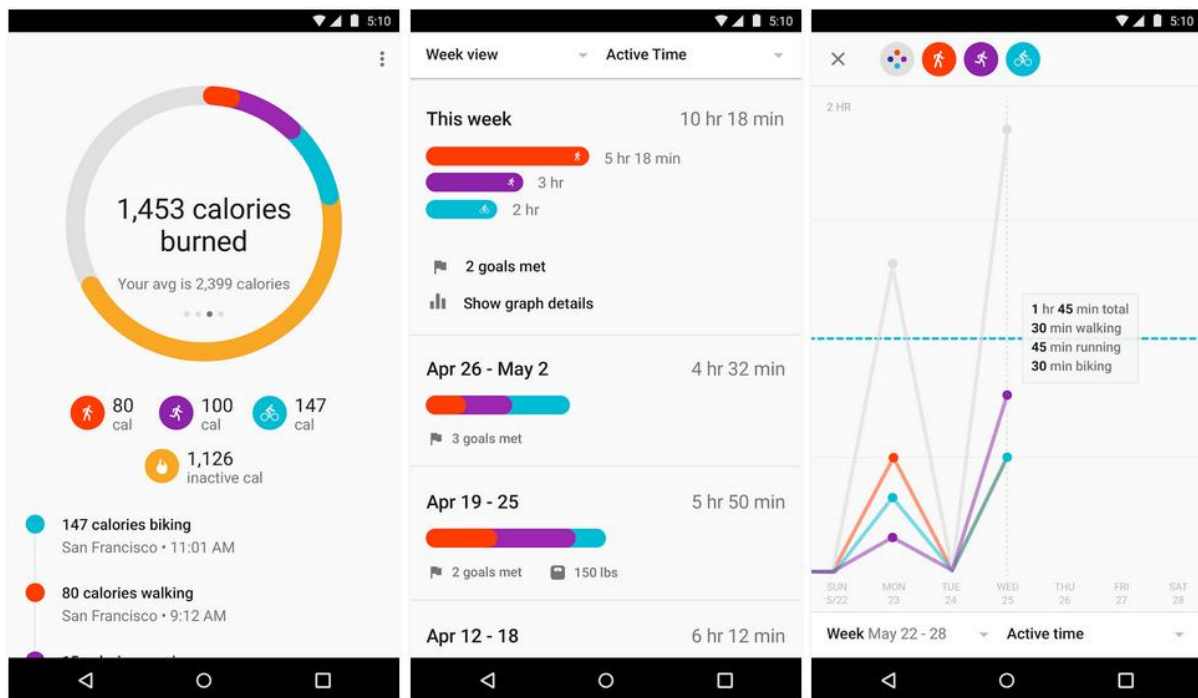 5:10
1,453 calories
burned
Your avg is 2,399 calories
80
cal
100
cal
147
cal
1,126
inactive cal
147 calories biking
San Francisco • 11:01 AM
80 calories walking
San Francisco • 9:12 AM
5:10
Week view
Active Time
This week
10 hr 18 min
5 hr 18 min
3 hr
2 hr
2 goals met
Show graph details
Apr 26 - May 2
4 hr 32 min
3 goals met
Apr 19 - 25
5 hr 50 min
2 goals met
150 lbs
Apr 12 - 18
6 hr 12 min
5:10
2 HR
1 hr 45 min total
30 min walking
45 min running
30 min biking
SUN MON TUE WED THU FRI SAT
5/22 23 24 25 26 27 28
Week May 22 - 28
Active time